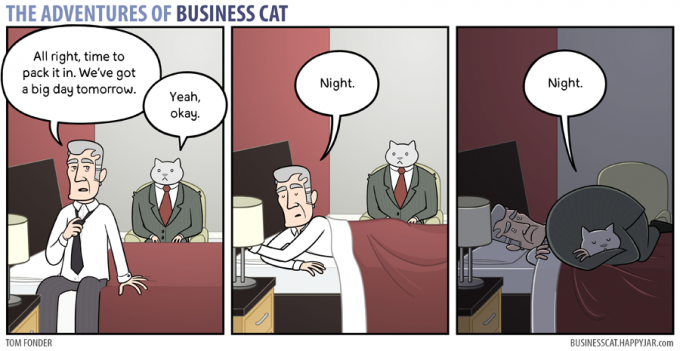 THE ADVENTURES OF BUSINESS CAT
All right, time to
pack it in. We've got
a big day tomorrow.
Yeah,
okay.
Night.
Night.
TOM FONDER
BUSINESSCAT.HAPPYJAR.com